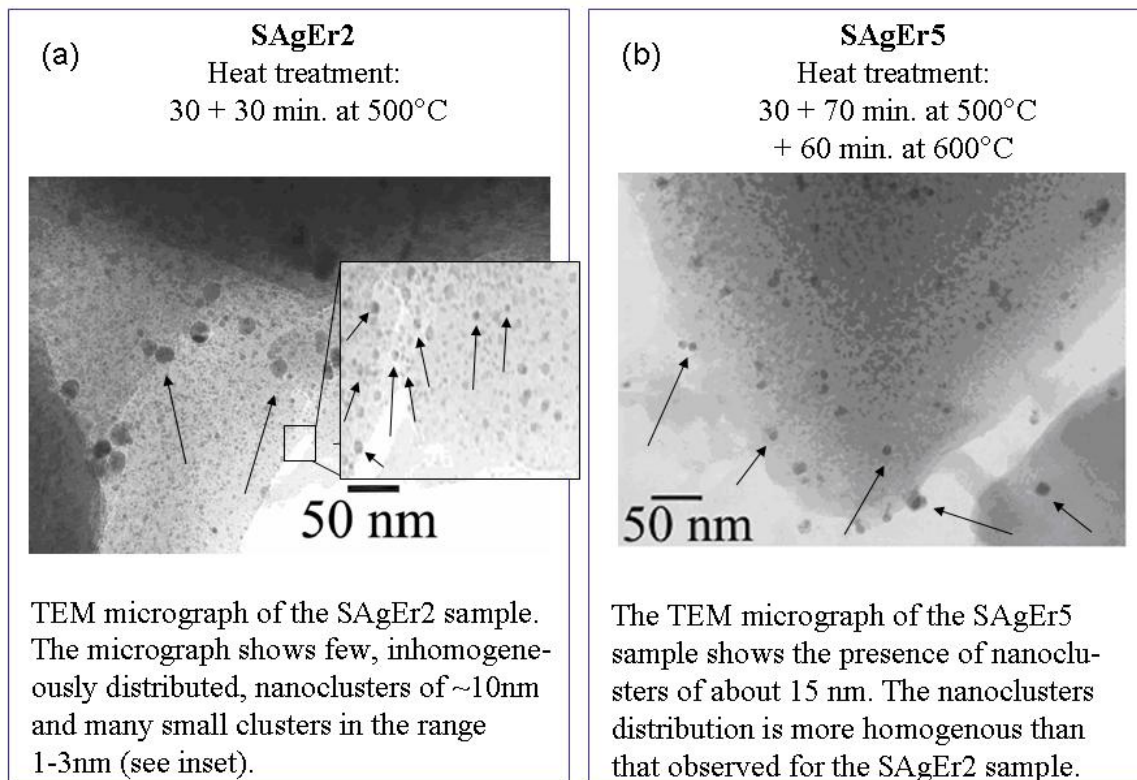 (a)
SAgEr2
Heat treatment:
30 + 30 min. at 500°C
50 nm
TEM micrograph of the SAgEr2 sample.
The micrograph shows few, inhomogene-
ously distributed, nanoclusters of ~10nm
and many small clusters in the range
1-3nm (see inset).
(b)
SAgEr5
Heat treatment:
30 + 70 min. at 500°C
+ 60 min. at 600°C
50 nm
The TEM micrograph of the SAgEr5
sample shows the presence of nanoclu-
sters of about 15 nm. The nanoclusters
distribution is more homogenous than
that observed for the SAgEr2 sample.